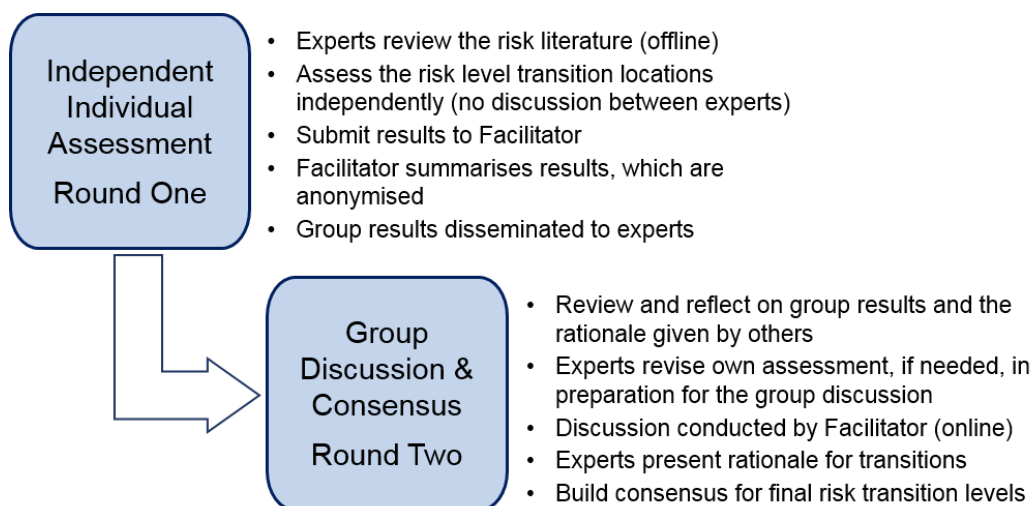 Independent
Individual
Assessment
Round One
• Experts review the risk literature (offline)
• Assess the risk level transition locations
independently (no discussion between experts)
• Submit results to Facilitator
• Facilitator summarises results, which are
anonymised
• Group results disseminated to experts
Group
Discussion &
Consensus
Round Two
• Review and reflect on group results and the
rationale given by others
• Experts revise own assessment, if needed, in
preparation for the group discussion
• Discussion conducted by Facilitator (online)
• Experts present rationale for transitions
• Build consensus for final risk transition levels